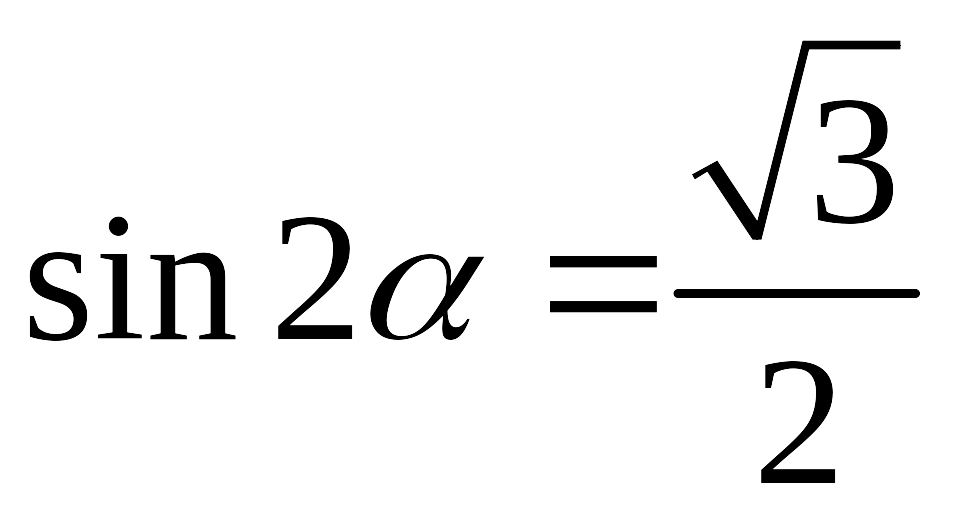 sin 2α = √3/2